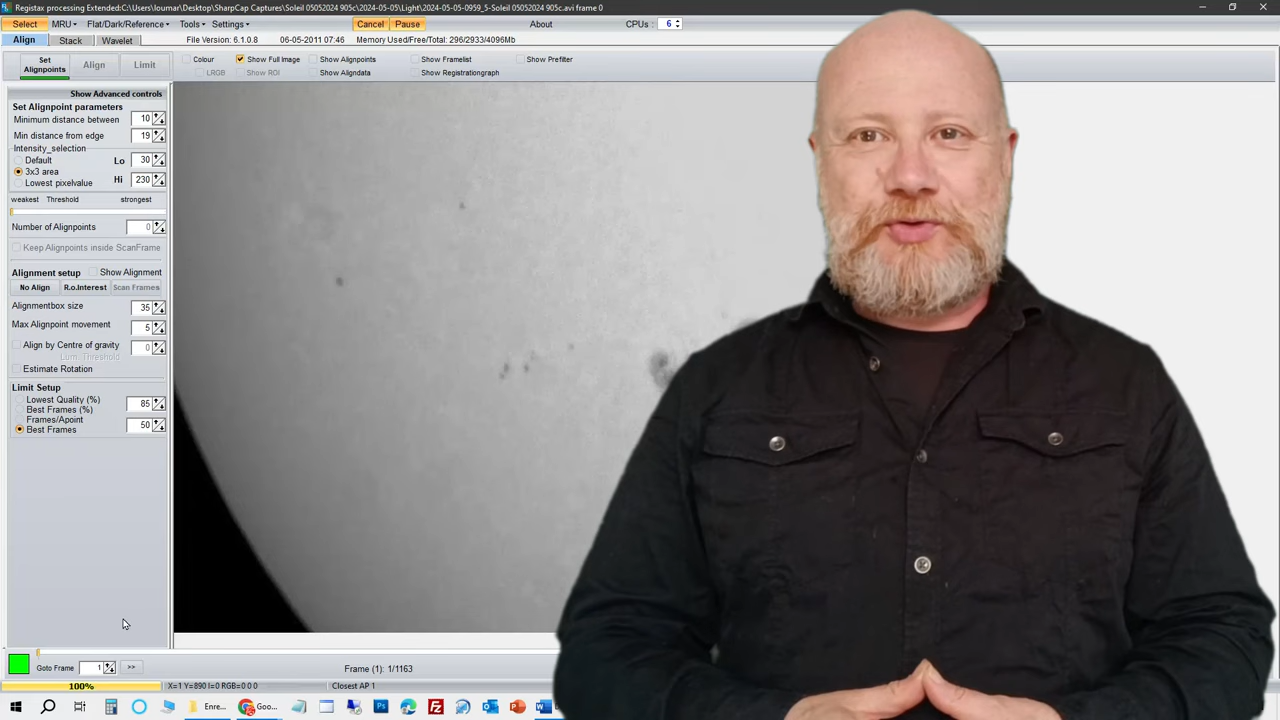 Registax processing Extended:C:\Users\loumar\Desktop\SharpCap Captures\Soleil 05052024 905c\2024-05-05\Light\2024-05-05-0959_5-Soleil 05052024 905c.avi frame 0
Select MRU Flat/Dark/Reference Tools Settings Cancel Pause About CPUs: 6
Align Stack Wavelet File Version: 6.1.0.8 06-05-2011 07:46 Memory Used/Free/Total: 296/2933/4096Mb
Set Alignpoints Align Limit
Colour Show Full Image Show Alignpoints Show Framelist Show Prefilter
LRGB Show ROI Show Aligndata Show Registrationgraph
Show Advanced controls
Set Alignpoint parameters
Minimum distance between 10
Min distance from edge 19
Intensity_selection
Default Lo 30
3x3 area
Lowest pixelvalue Hi 230
weakest Threshold strongest
Number of Alignpoints 0
Keep Alignpoints inside ScanFrame
Alignment setup Show Alignment
No Align R.o.Interest Scan Frames
Alignmentbox size 35
Max Alignpoint movement 5
Align by Centre of gravity 0
Lum. Threshold
Estimate Rotation
Limit Setup
Lowest Quality (%) 85
Best Frames (%)
Frames/Apoint 50
Best Frames
Goto Frame 1 >> Frame (1): 1/1163
100% X=1 Y=890 I=0 RGB=0 0 0 Closest AP 1
Enre... Goo...